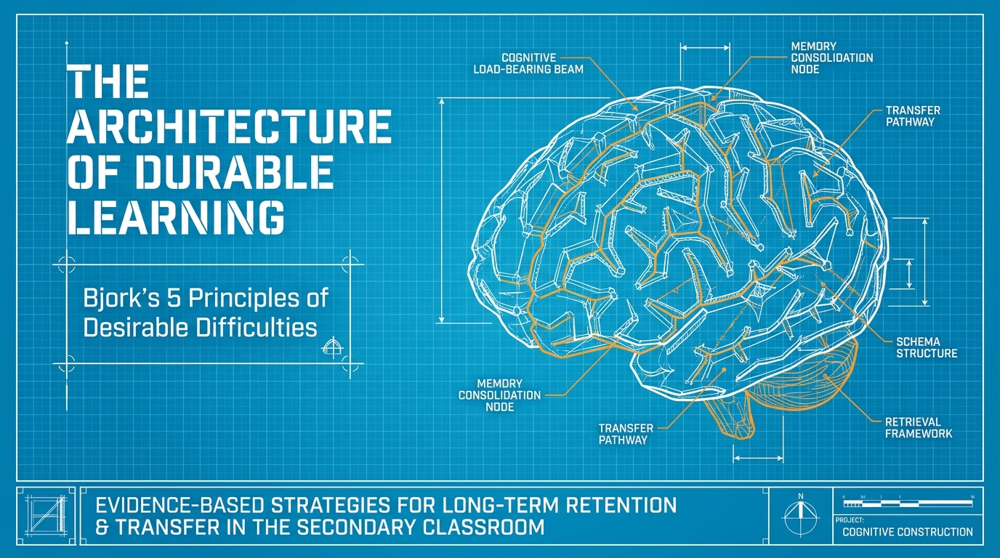 THE
ARCHITECTURE
OF DURABLE
LEARNING
Bjork's 5 Principles of
Desirable Difficulties
COGNITIVE
LOAD-BEARING BEAM
MEMORY
CONSOLIDATION
NODE
TRANSFER
PATHWAY
SCHEMA
STRUCTURE
MEMORY
CONSOLIDATION
NODE
TRANSFER
PATHWAY
RETRIEVAL
FRAMEWORK
EVIDENCE-BASED STRATEGIES FOR LONG-TERM RETENTION
& TRANSFER IN THE SECONDARY CLASSROOM
N
PROJECT:
COGNITIVE CONSTRUCTION